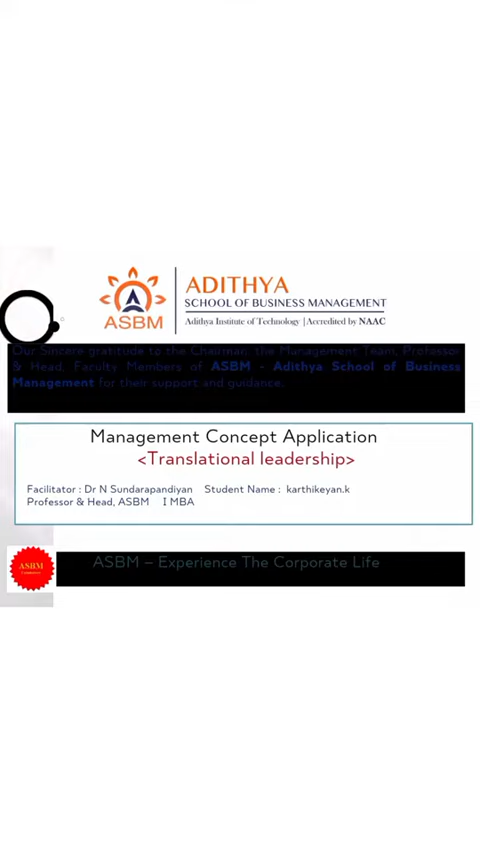 ADITHYA
SCHOOL OF BUSINESS MANAGEMENT
ASBM
Adithya Institute of Technology | Accredited by NAAC
Our Sincere gratitude to the Chairman, the Management Team, Professor
& Head, Faculty Members of ASBM - Adithya School of Business
Management for their support and guidance.
Management Concept Application
<Translational leadership>
Facilitator : Dr N Sundarapandiyan Student Name : karthikeyan.k
Professor & Head, ASBM I MBA
ASBM
ASBM – Experience The Corporate Life